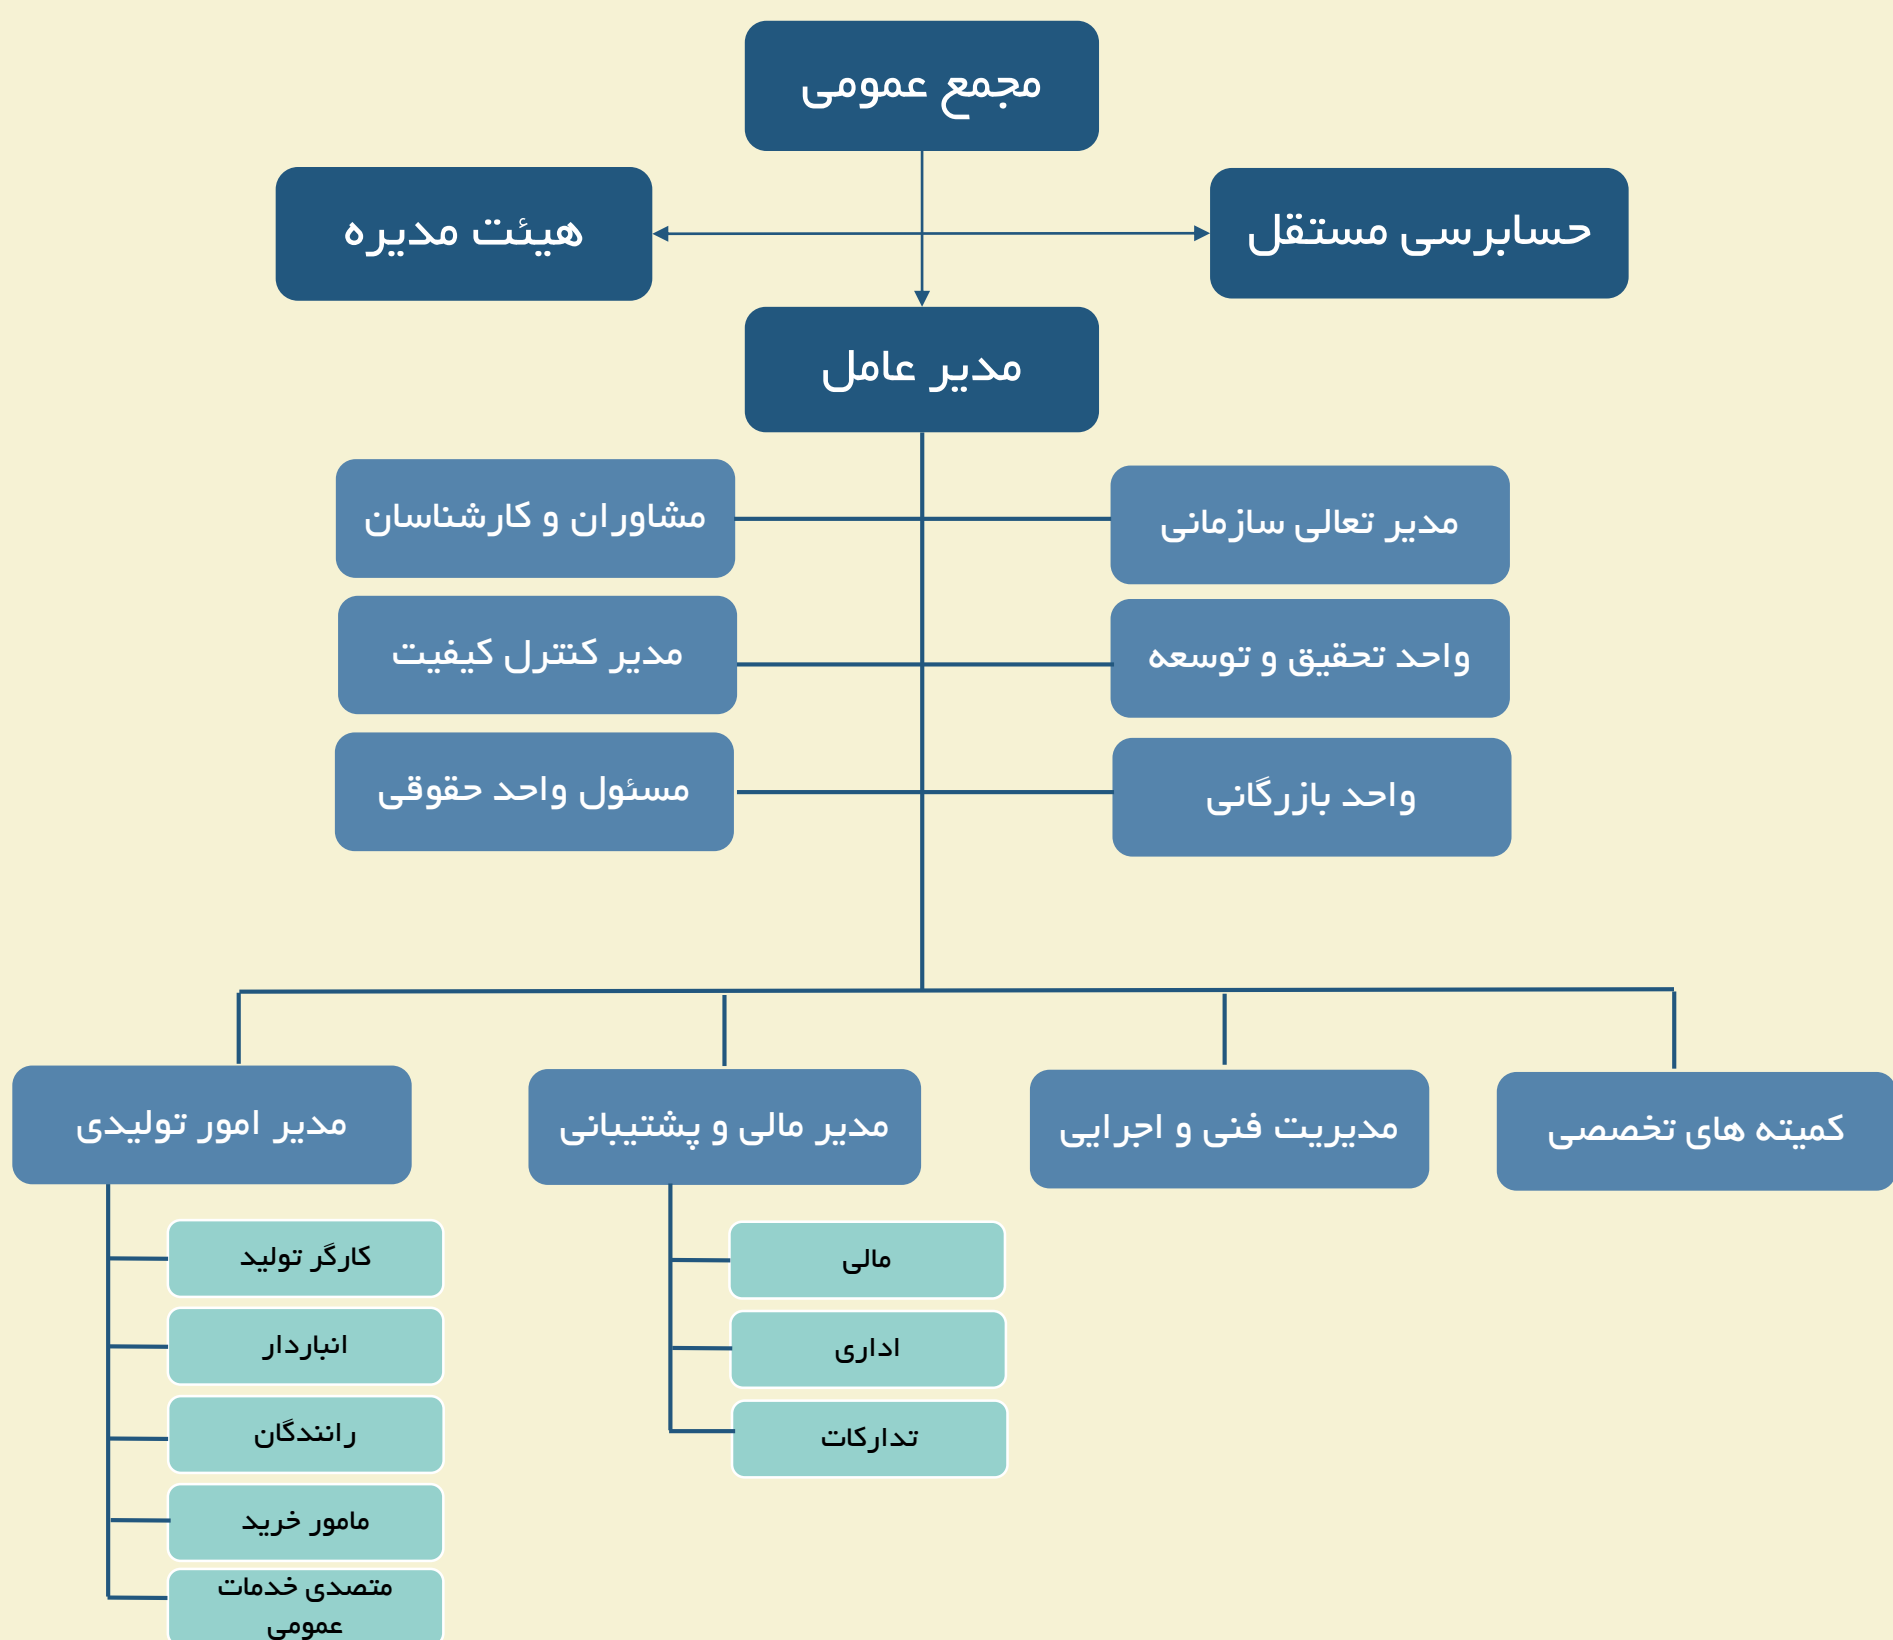 مجمع عمومی
حسابرسی مستقل
هیئت مدیره
مدیر عامل
مدیر تعالی سازمانی
مشاوران و کارشناسان
واحد تحقیق و توسعه
مدیر کنترل کیفیت
واحد بازرگانی
مسئول واحد حقوقی
کمیته های تخصصی
مدیریت فنی و اجرایی
مدیر مالی و پشتیبانی
مدیر امور تولیدی
مالی
اداری
تدارکات
کارگر تولید
انباردار
رانندگان
مامور خرید
متصدی خدمات
عمومی